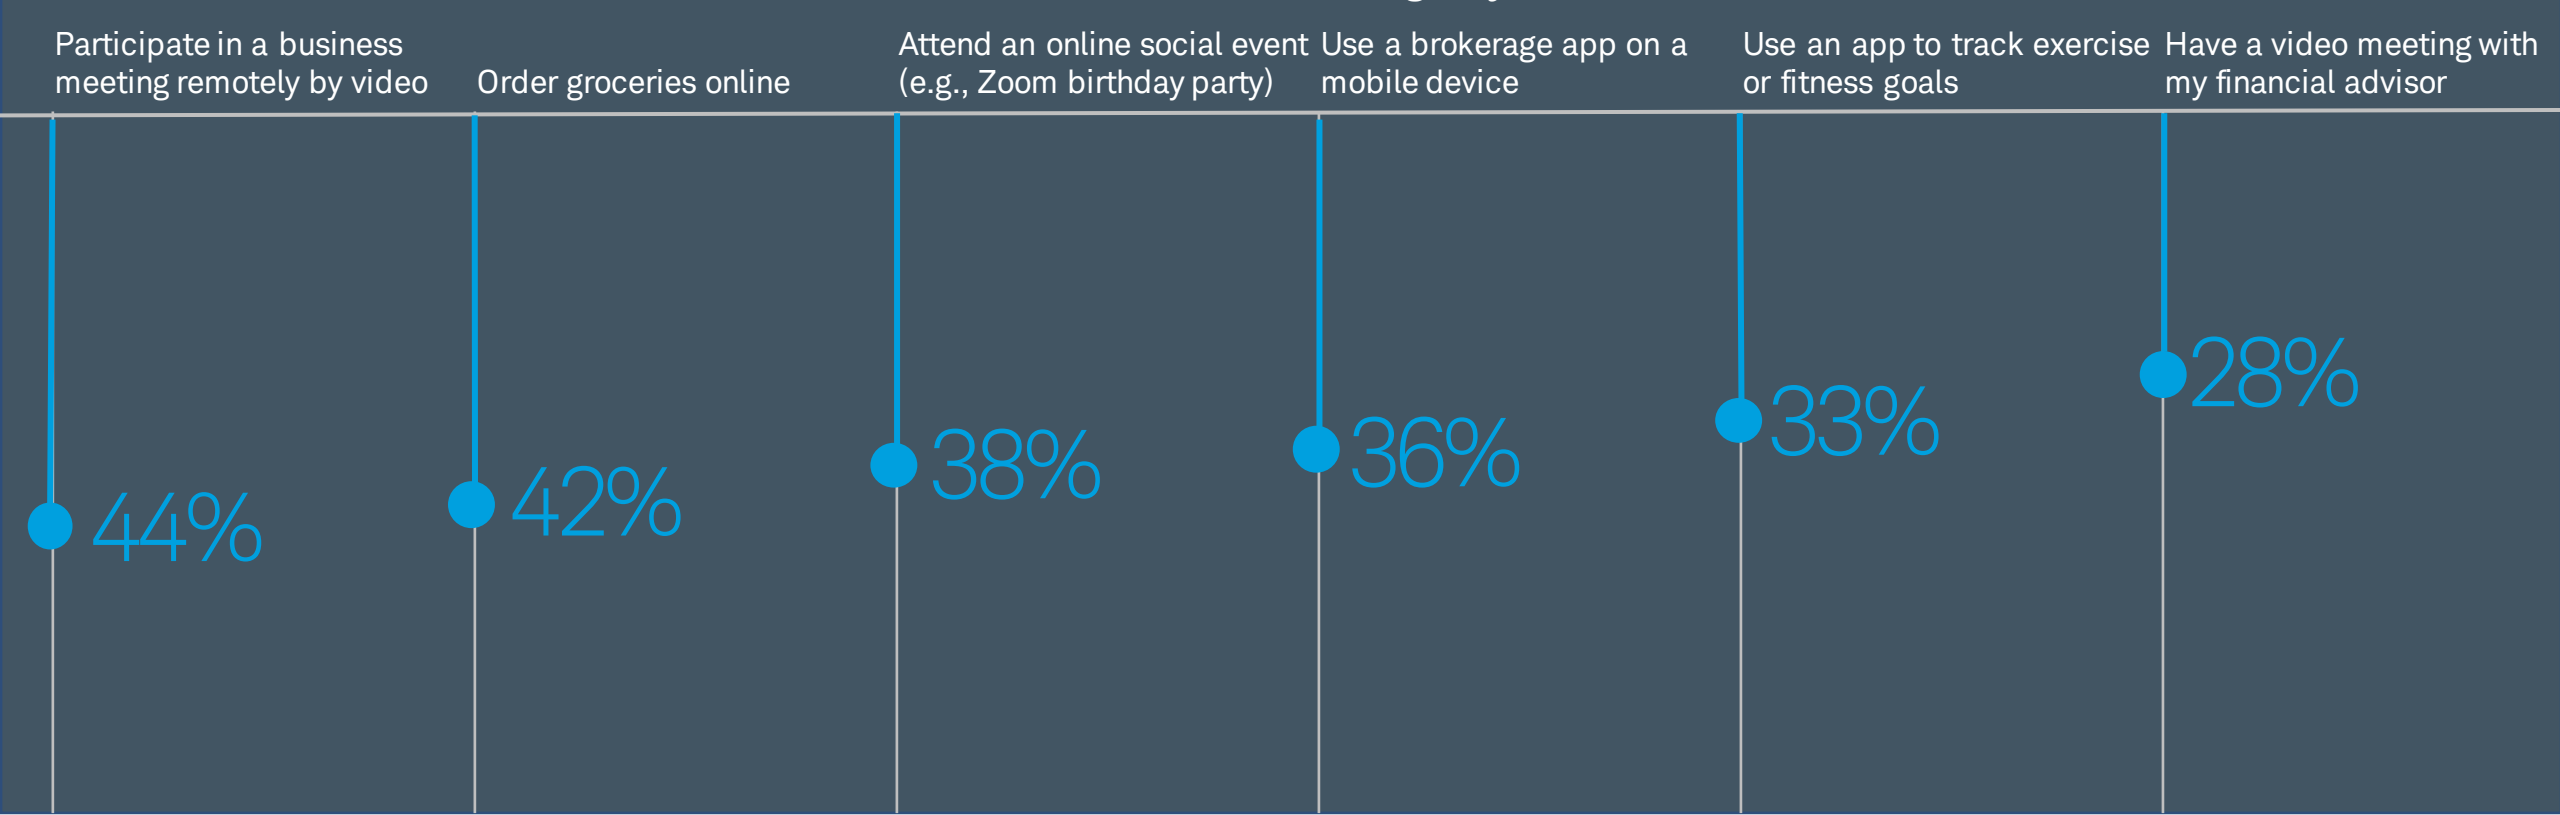 Participate in a business
meeting remotely by video
44%
Order groceries online
42%
Attend an online social event
(e.g., Zoom birthday party)
38%
Use a brokerage app on a
mobile device
36%
Use an app to track exercise
or fitness goals
33%
Have a video meeting with
my financial advisor
28%